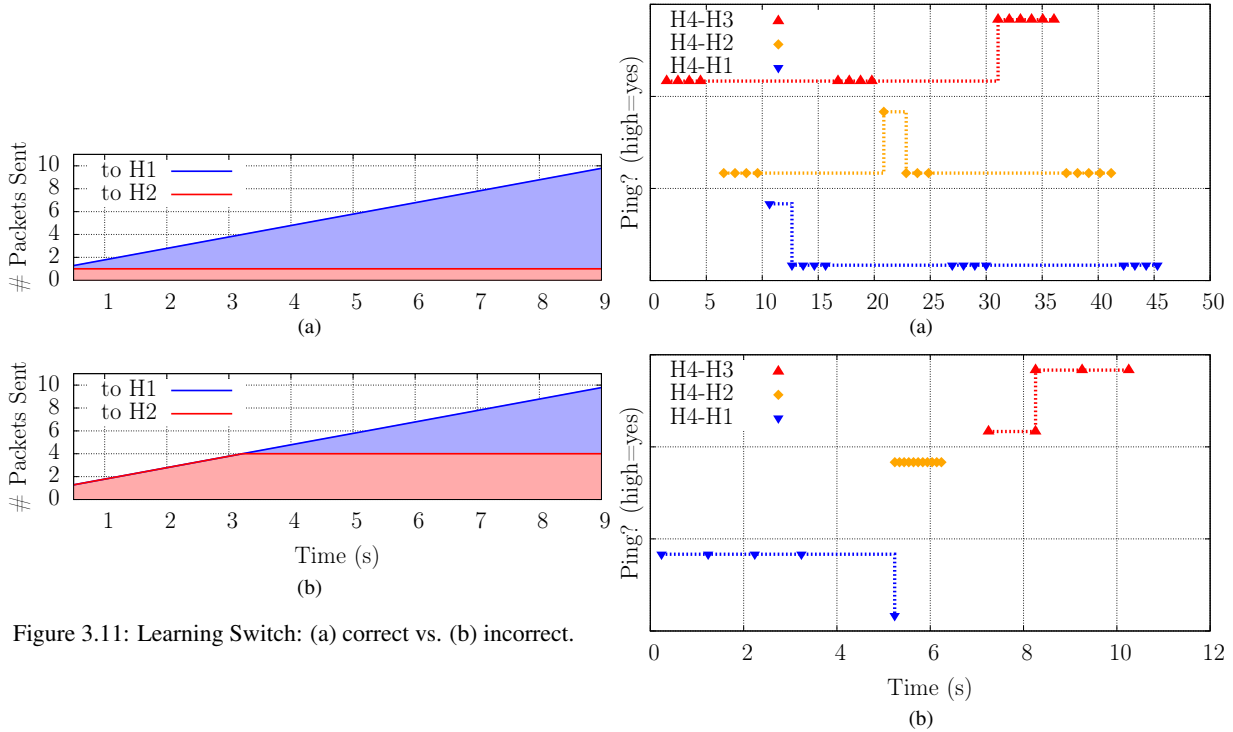 # Packets Sent
10
8
6
4
2
0
to H1
to H2
1 2 3 4 5 6 7 8 9
(a)
# Packets Sent
10
8
6
4
2
0
to H1
to H2
1 2 3 4 5 6 7 8 9
Time (s)
(b)
Figure 3.11: Learning Switch: (a) correct vs. (b) incorrect.
Ping? (high=yes)
H4-H3
H4-H2
H4-H1
0 5 10 15 20 25 30 35 40 45 50
(a)
Ping? (high=yes)
H4-H3
H4-H2
H4-H1
0 2 4 6 8 10 12
Time (s)
(b)